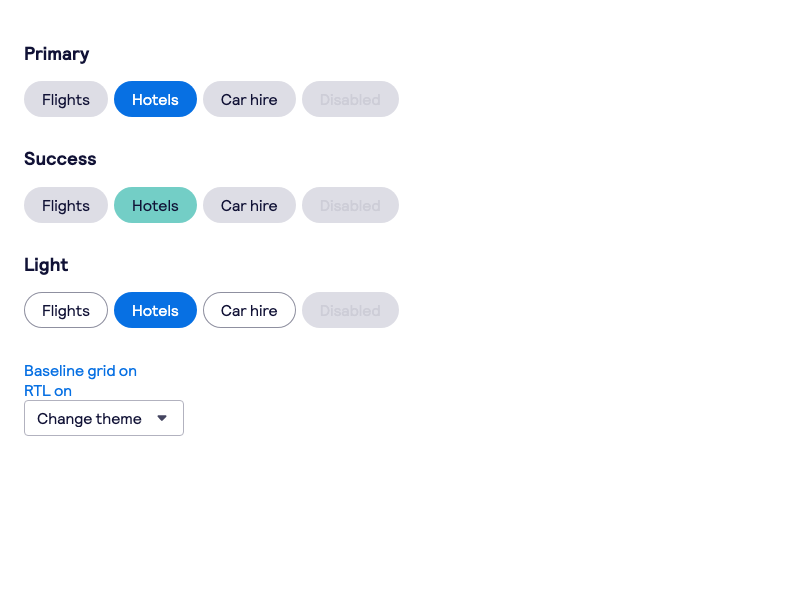 Primary
Flights Hotels Car hire Disabled
Success
Flights Hotels Car hire Disabled
Light
Flights Hotels Car hire Disabled
Baseline grid on
RTL on
Change theme